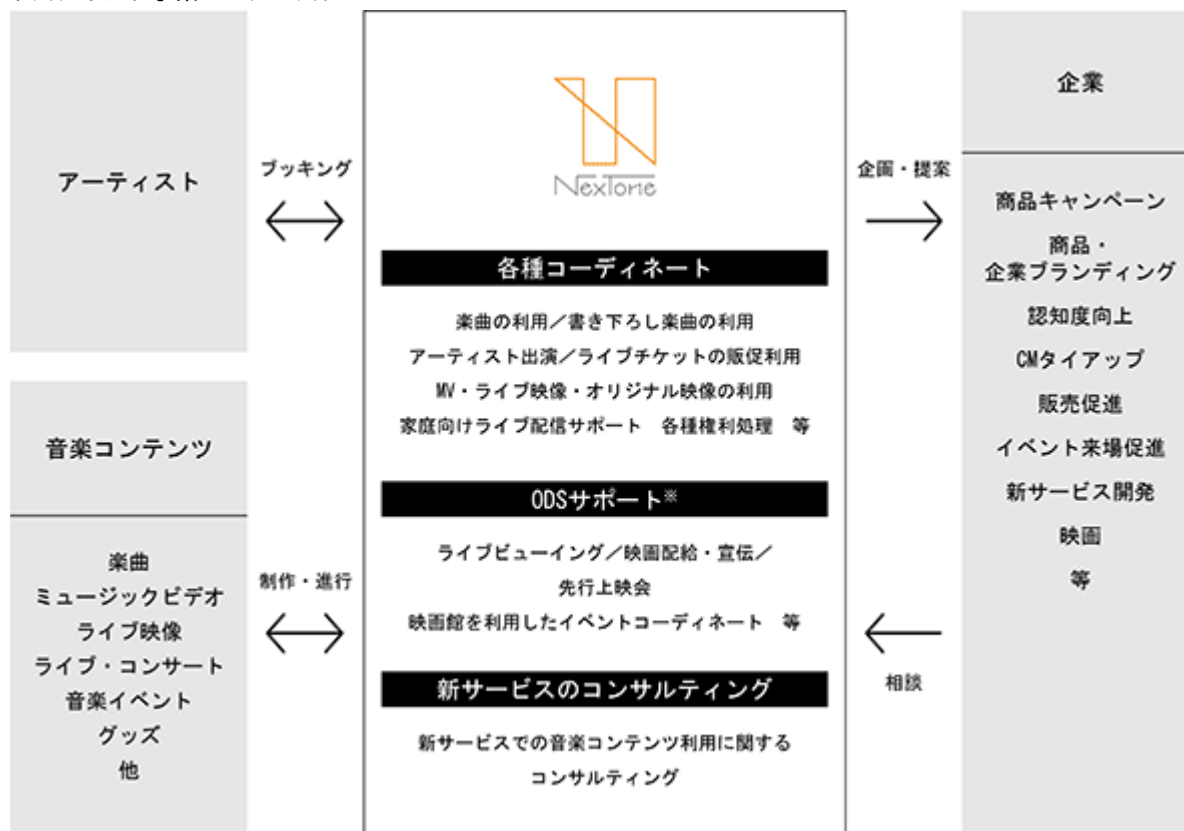 アーティスト
ブッキング
音楽コンテンツ
楽曲
ミュージックビデオ
ライブ映像
ライブ・コンサート
音楽イベント
グッズ
他
制作・進行
NexTone
各種コーディネート
楽曲の利用／書き下ろし楽曲の利用
アーティスト出演／ライブチケットの販促利用
MV・ライブ映像・オリジナル映像の利用
家庭向けライブ配信サポート　各種権利処理　等
ODSサポート※
ライブビューイング／映画配給・宣伝／
先行上映会
映画館を利用したイベントコーディネート　等
新サービスのコンサルティング
新サービスでの音楽コンテンツ利用に関する
コンサルティング
企画・提案
相談
企業
商品キャンペーン
商品・
企業ブランディング
認知度向上
CMタイアップ
販売促進
イベント来場促進
新サービス開発
映画
等